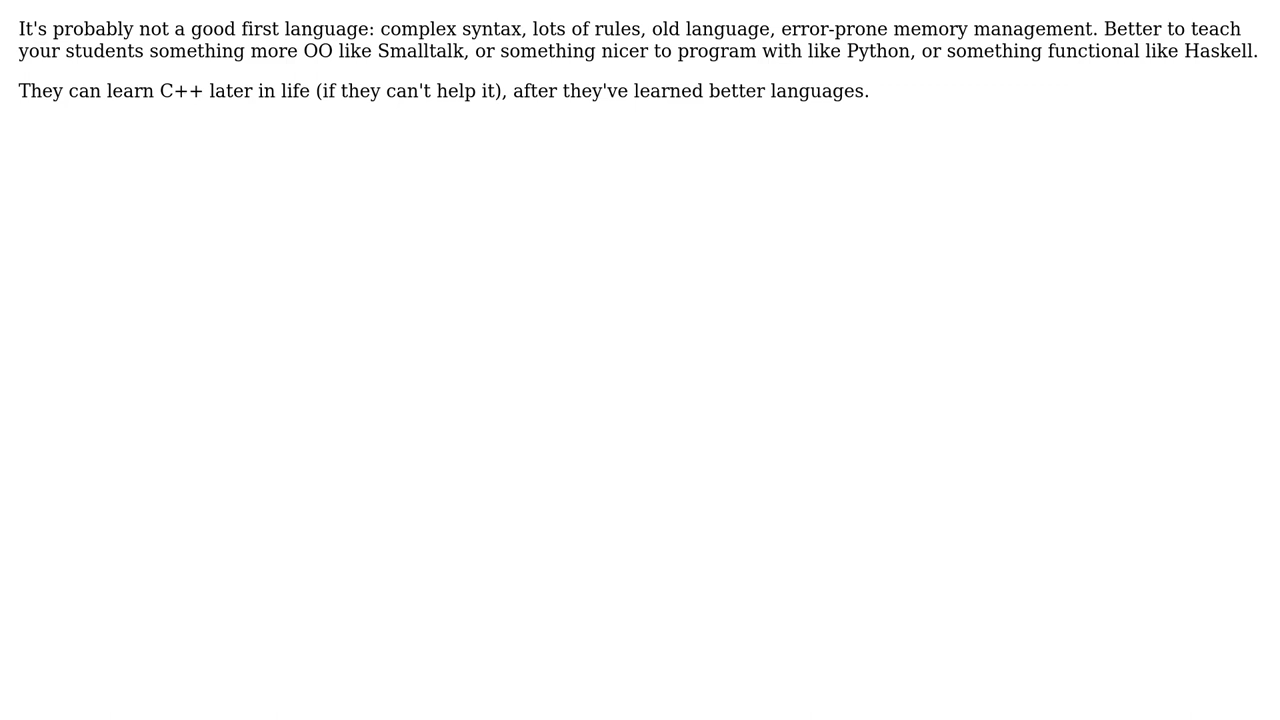 It's probably not a good first language: complex syntax, lots of rules, old language, error-prone memory management. Better to teach
your students something more OO like Smalltalk, or something nicer to program with like Python, or something functional like Haskell.
They can learn C++ later in life (if they can't help it), after they've learned better languages.